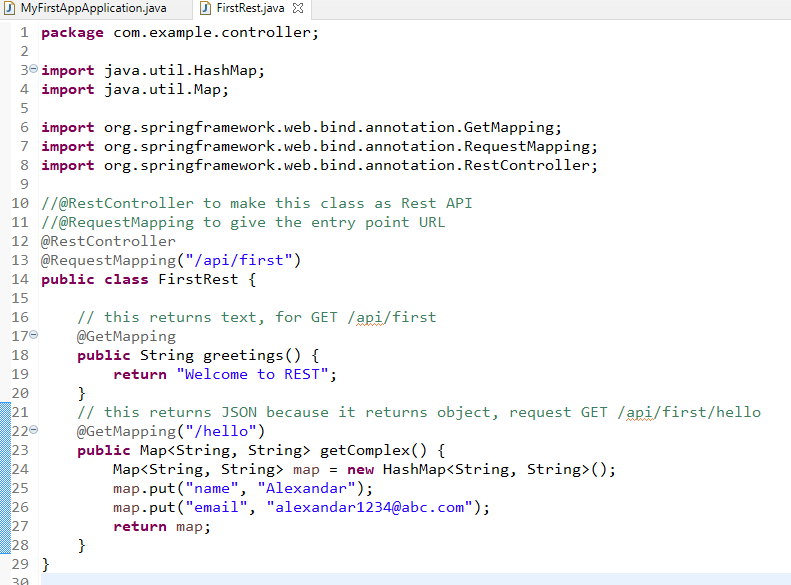 MyFirstAppApplication.java FirstRest.java
1 package com.example.controller;
2
3 import java.util.HashMap;
4 import java.util.Map;
5
6 import org.springframework.web.bind.annotation.GetMapping;
7 import org.springframework.web.bind.annotation.RequestMapping;
8 import org.springframework.web.bind.annotation.RestController;
9
10 //@RestController to make this class as Rest API
11 //@RequestMapping to give the entry point URL
12 @RestController
13 @RequestMapping("/api/first")
14 public class FirstRest {
15
16     // this returns text, for GET /api/first
17     @GetMapping
18     public String greetings() {
19         return "Welcome to REST";
20     }
21     // this returns JSON because it returns object, request GET /api/first/hello
22     @GetMapping("/hello")
23     public Map<String, String> getComplex() {
24         Map<String, String> map = new HashMap<String, String>();
25         map.put("name", "Alexandar");
26         map.put("email", "alexandar1234@abc.com");
27         return map;
28     }
29 }
30